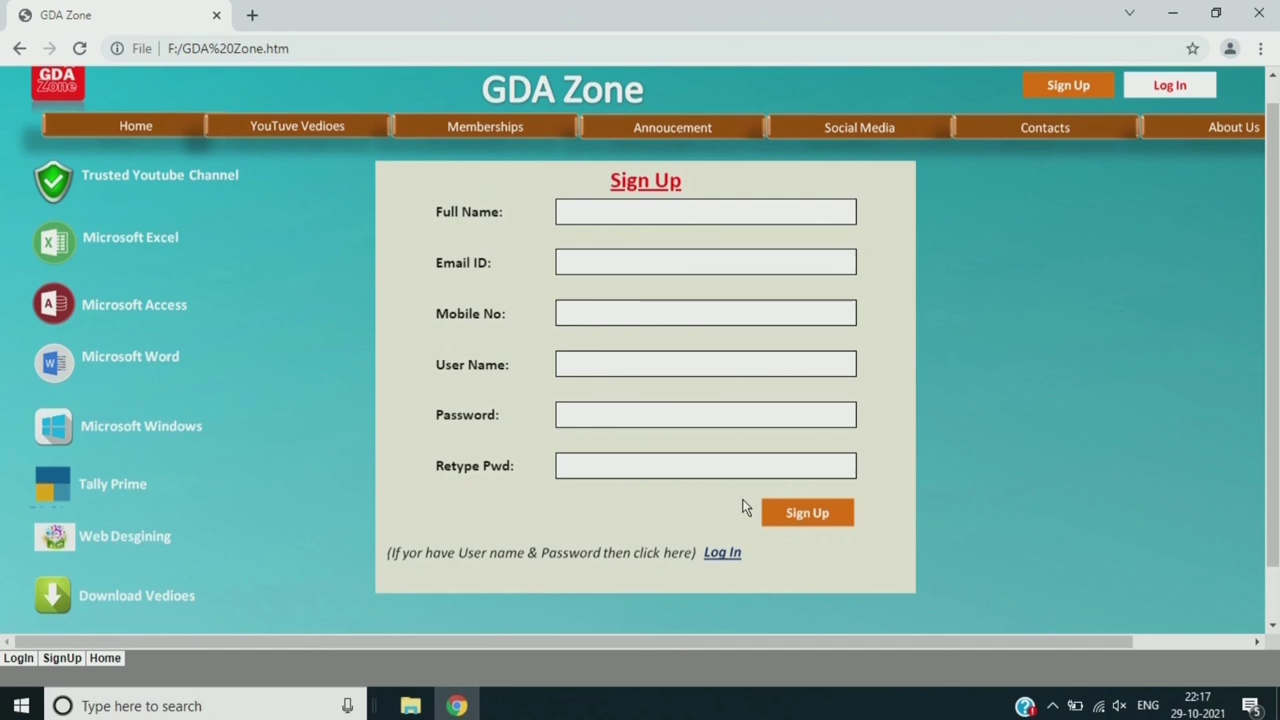 GDA Zone
File
F:/GDA%20Zone.htm
GDA
Zone
GDA Zone
Sign Up
Log In
Home
YouTuve Vedioes
Memberships
Annoucement
Social Media
Contacts
About Us
Trusted Youtube Channel
Microsoft Excel
Microsoft Access
Microsoft Word
Microsoft Windows
Tally Prime
Web Desgining
Download Vedioes
Sign Up
Full Name:
Email ID:
Mobile No:
User Name:
Password:
Retype Pwd:
Sign Up
(If yor have User name & Password then click here) Log In
LogIn
SignUp
Home
Type here to search
ENG
22:17
29-10-2021
5